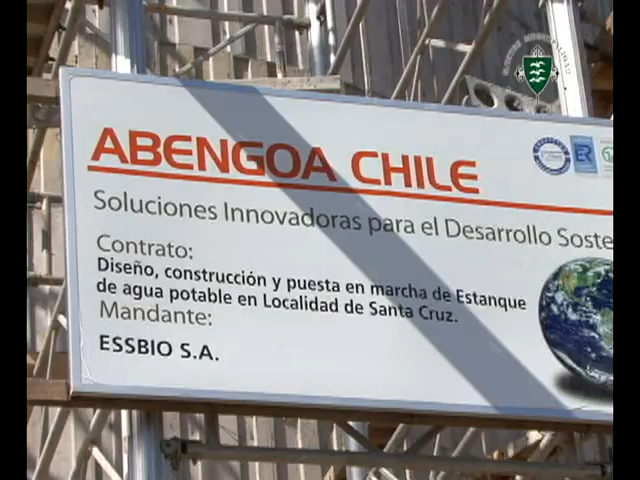 ABENGOA CHILE
Soluciones Innovadoras para el Desarrollo Soste
Contrato:
Diseño, construcción y puesta en marcha de Estanque
de agua potable en Localidad de Santa Cruz.
Mandante:
ESSBIO S.A.